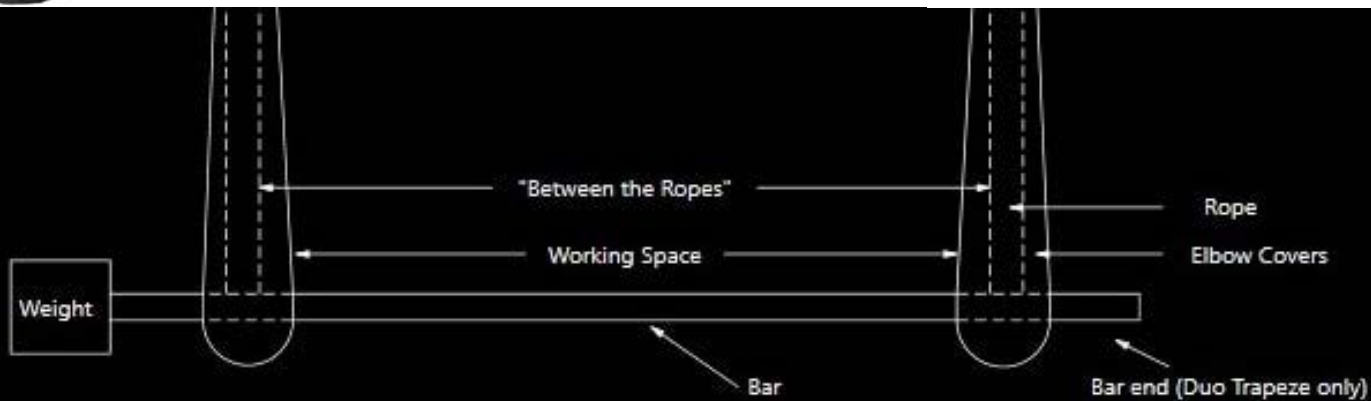 "Between the Ropes"
Rope
Working Space
Elbow Covers
Weight
Bar
Bar end (Duo Trapeze only)